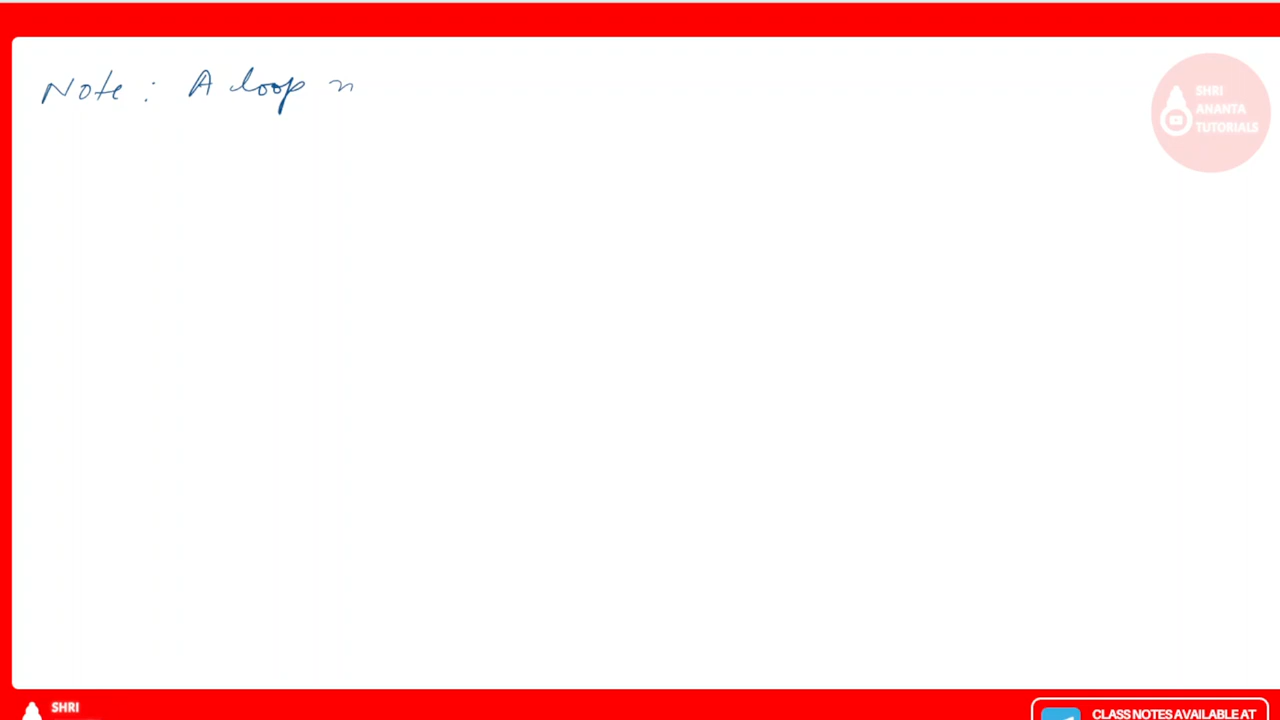 Note : A loop
SHRI
ANANTA
TUTORIALS
SHRI
CLASS NOTES AVAILABLE AT